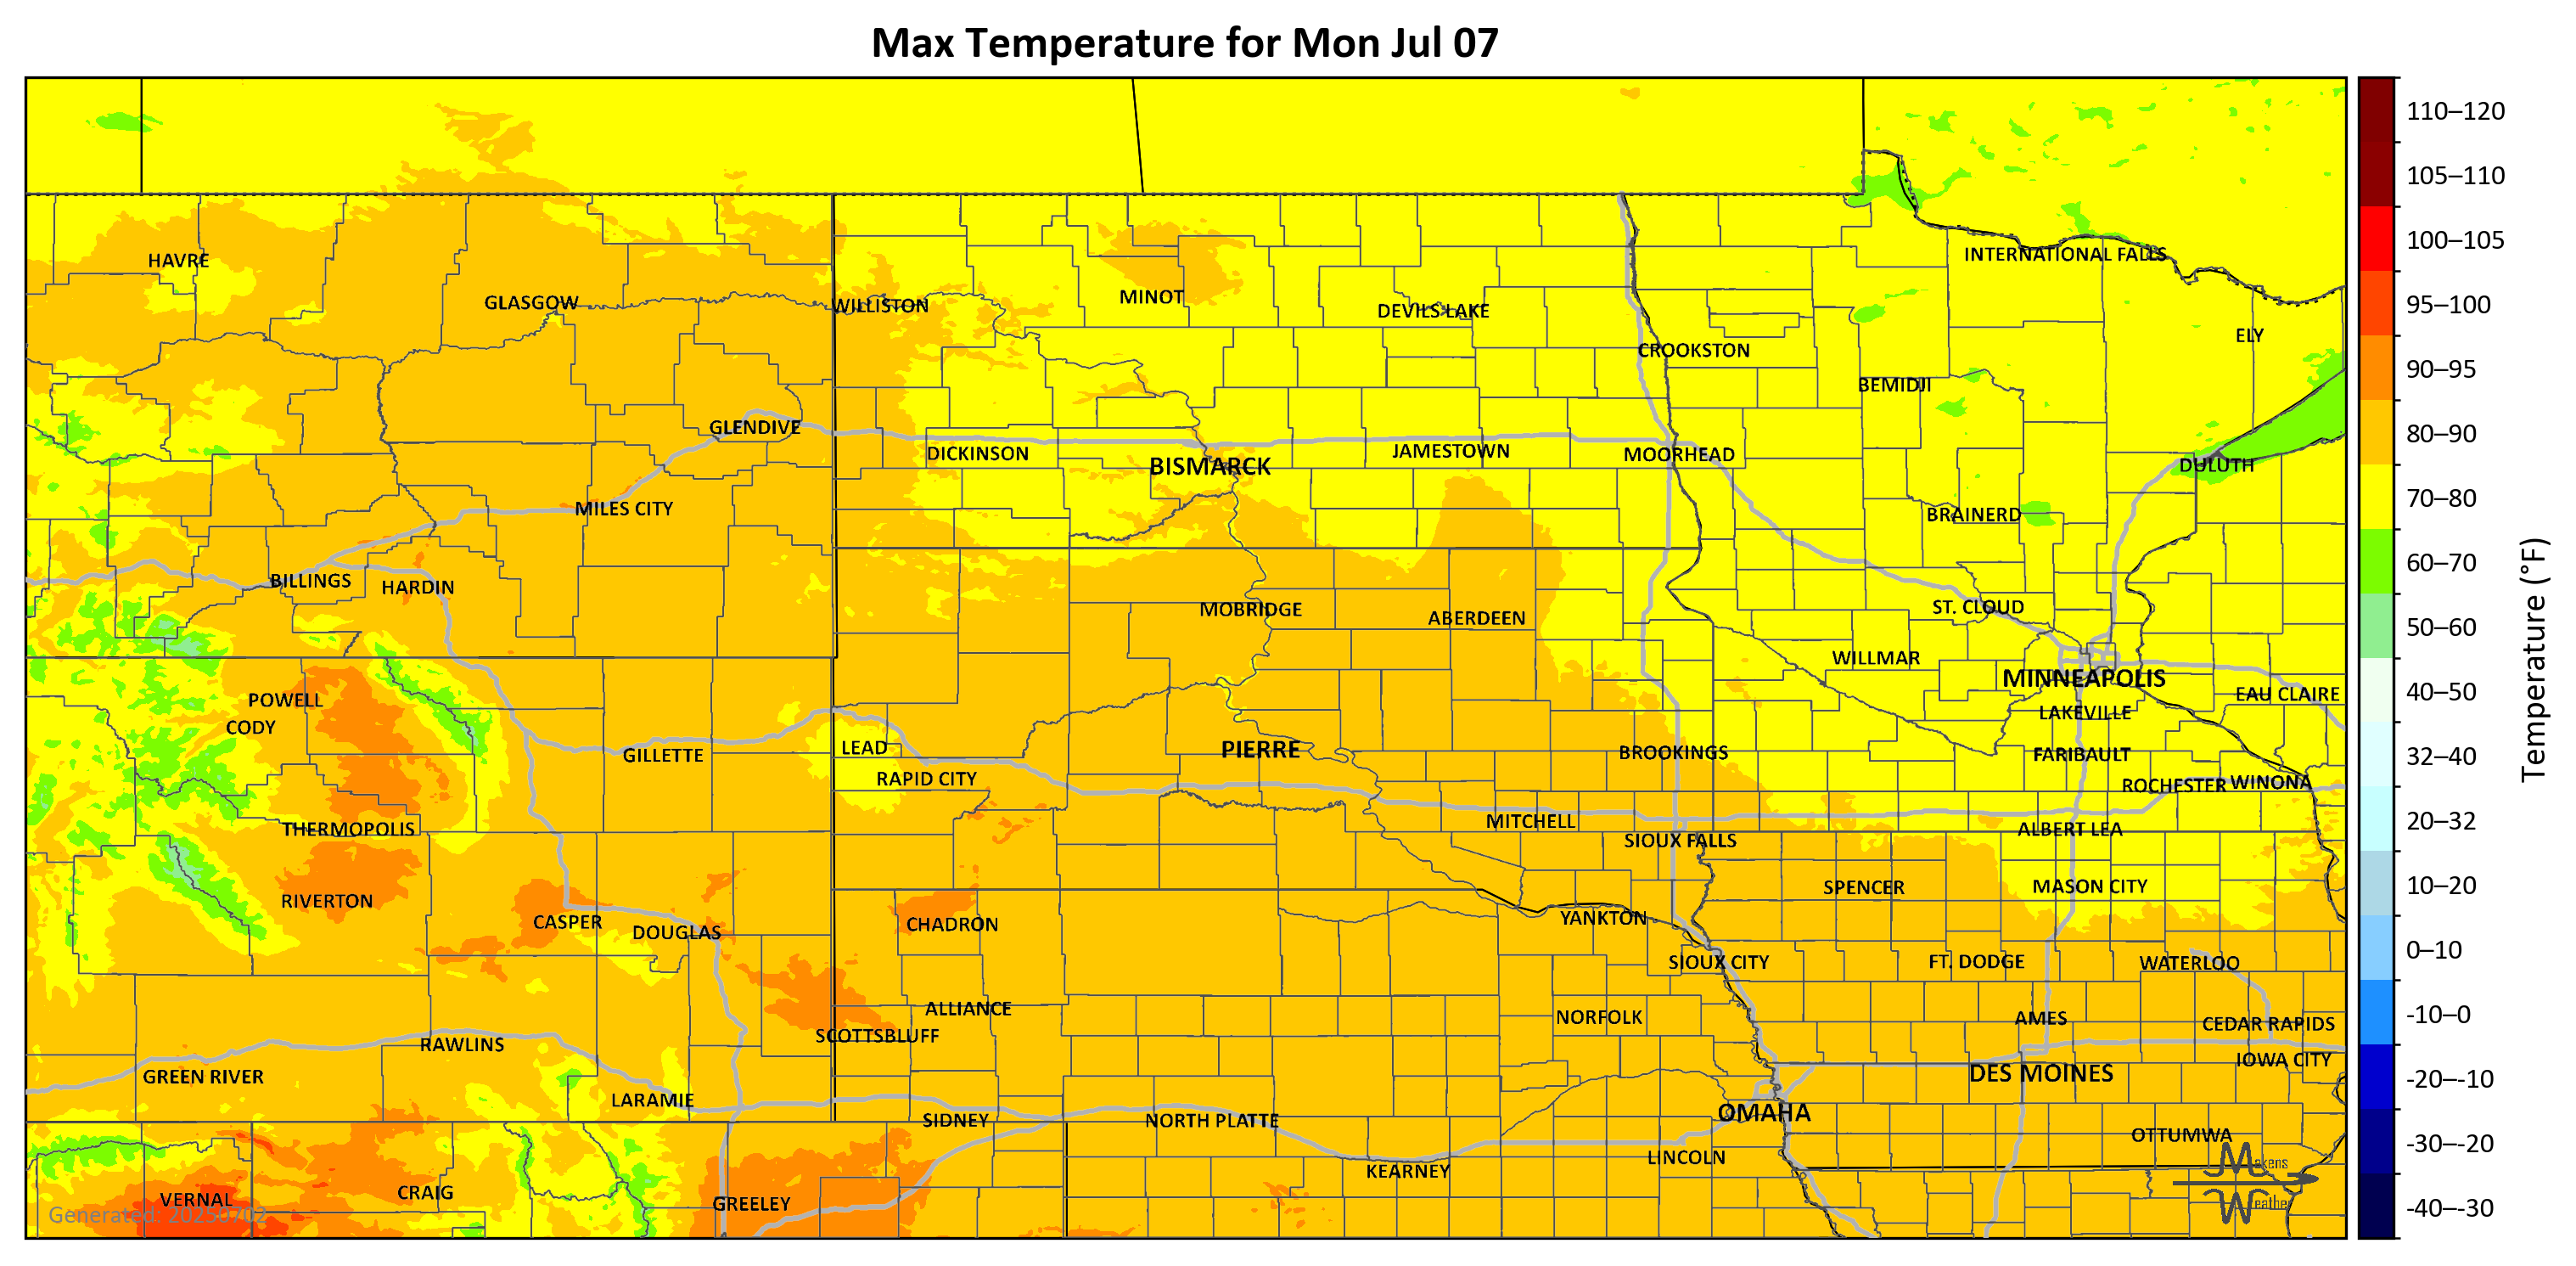 Max Temperature for Mon Jul 07
HAVRE
GLASGOW
WILLISTON
MINOT
DEVILS LAKE
CROOKSTON
INTERNATIONAL FALLS
ELY
BEMIDJI
GLENDIVE
DICKINSON
BISMARCK
JAMESTOWN
MOORHEAD
DULUTH
MILES CITY
BRAINERD
BILLINGS
HARDIN
MOBRIDGE
ABERDEEN
ST. CLOUD
WILLMAR
MINNEAPOLIS
EAU CLAIRE
POWELL
CODY
LAKEVILLE
GILLETTE
LEAD
PIERRE
BROOKINGS
FARIBAULT
RAPID CITY
ROCHESTER
WINONA
THERMOPOLIS
MITCHELL
SIOUX FALLS
ALBERT LEA
RIVERTON
SPENCER
MASON CITY
CASPER
DOUGLAS
CHADRON
YANKTON
SIOUX CITY
FT. DODGE
WATERLOO
ALLIANCE
NORFOLK
AMES
CEDAR RAPIDS
SCOTTSBLUFF
RAWLINS
IOWA CITY
GREEN RIVER
DES MOINES
LARAMIE
SIDNEY
NORTH PLATTE
OMAHA
OTTUMWA
LINCOLN
KEARNEY
VERNAL
CRAIG
GREELEY
Generated: 20250702
Makens
Weather
110–120
105–110
100–105
95–100
90–95
80–90
70–80
60–70
50–60
40–50
32–40
20–32
10–20
0–10
-10–0
-20–-10
-30–-20
-40–-30
Temperature (°F)